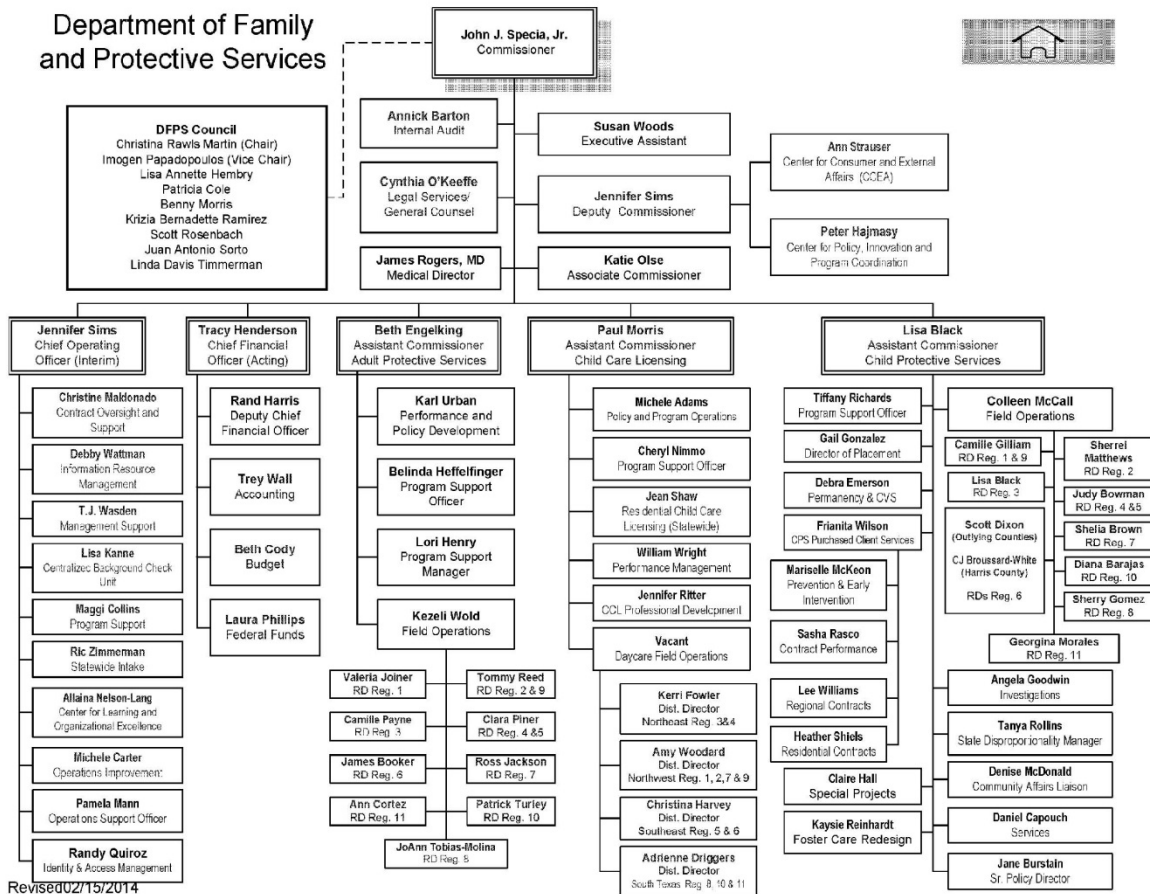 Department of Family
and Protective Services
John J. Specia, Jr.
Commissioner
DFPS Council
Christina Rawls Martin (Chair)
Imogen Papadopoulos (Vice Chair)
Lisa Annette Hembry
Patricia Cole
Benny Morris
Krizia Bernadette Ramirez
Scott Rosenbach
Juan Antonio Sorto
Linda Davis Timmerman
Annick Barton
Internal Audit
Susan Woods
Executive Assistant
Cynthia O'Keeffe
Legal Services/
General Counsel
Jennifer Sims
Deputy Commissioner
Ann Strauser
Center for Consumer and External
Affairs (CCEA)
Peter Hajmasy
Center for Policy, Innovation and
Program Coordination
James Rogers, MD
Medical Director
Katie Olse
Associate Commissioner
Jennifer Sims
Chief Operating
Officer (Interim)
Tracy Henderson
Chief Financial
Officer (Acting)
Beth Engelking
Assistant Commissioner
Adult Protective Services
Paul Morris
Assistant Commissioner
Child Care Licensing
Lisa Black
Assistant Commissioner
Child Protective Services
Christine Maldonado
Contract Oversight and
Support
Debby Wattman
Information Resource
Management
T.J. Wasden
Management Support
Lisa Kanne
Centralized Background Check
Unit
Maggi Collins
Program Support
Ric Zimmerman
Statewide Intake
Allaina Nelson-Lang
Center for Learning and
Organizational Excellence
Michele Carter
Operations Improvement
Pamela Mann
Operations Support Officer
Randy Quiroz
Identity & Access Management
Rand Harris
Deputy Chief
Financial Officer
Trey Wall
Accounting
Beth Cody
Budget
Laura Phillips
Federal Funds
Karl Urban
Performance and
Policy Development
Belinda Heffelfinger
Program Support
Officer
Lori Henry
Program Support
Manager
Kezeli Wold
Field Operations
Valeria Joiner
RD Reg. 1
Tommy Reed
RD Reg. 2 & 9
Camille Payne
RD Reg. 3
Clara Piner
RD Reg. 4 &5
James Booker
RD Reg. 6
Ross Jackson
RD Reg. 7
Ann Cortez
RD Reg. 11
Patrick Turley
RD Reg. 10
JoAnn Tobias-Molina
RD Reg. 8
Michele Adams
Policy and Program Operations
Cheryl Nimmo
Program Support Officer
Jean Shaw
Residential Child Care
Licensing (Statewide)
William Wright
Performance Management
Jennifer Ritter
CCL Professional Development
Vacant
Daycare Field Operations
Kerri Fowler
Dist. Director
Northeast Reg. 3&4
Amy Woodard
Dist. Director
Northwest Reg. 1, 2,7 & 9
Christina Harvey
Dist. Director
Southeast Reg. 5 & 6
Adrienne Driggers
Dist. Director
South Texas Reg. 8, 10 & 11
Tiffany Richards
Program Support Officer
Gail Gonzalez
Director of Placement
Debra Emerson
Permanency & CVS
Frianita Wilson
CPS Purchased Client Services
Mariselle McKeon
Prevention & Early
Intervention
Sasha Rasco
Contract Performance
Lee Williams
Regional Contracts
Heather Shiels
Residential Contracts
Claire Hall
Special Projects
Kaysie Reinhardt
Foster Care Redesign
Colleen McCall
Field Operations
Camille Gilliam
RD Reg. 1 & 9
Sherrei
Matthews
RD Reg. 2
Lisa Black
RD Reg. 3
Judy Bowman
RD Reg. 4 &5
Scott Dixon
(Outlying Counties)
CJ Broussard-White
(Harris County)
RDs Reg. 6
Shelia Brown
RD Reg. 7
Diana Barajas
RD Reg. 10
Sherry Gomez
RD Reg. 8
Georgina Morales
RD Reg. 11
Angela Goodwin
Investigations
Tanya Rollins
State Disproportionality Manager
Denise McDonald
Community Affairs Liaison
Daniel Capouch
Services
Jane Burstain
Sr. Policy Director
Revised02/15/2014